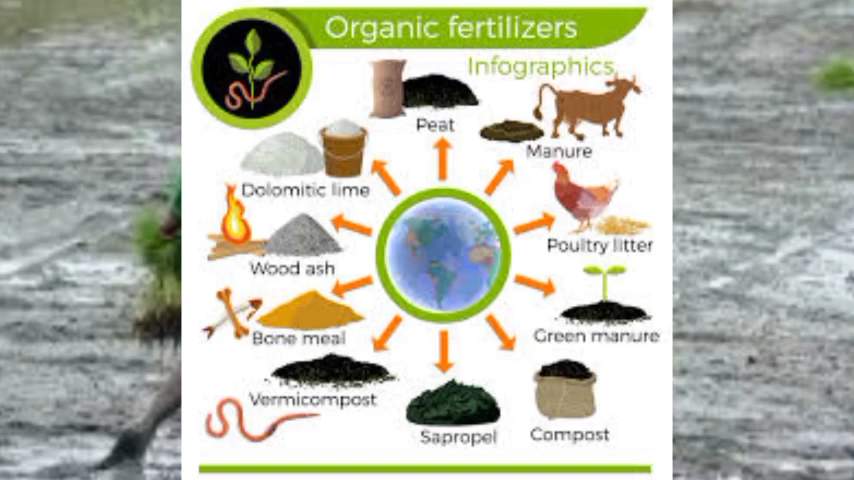 Organic fertilizers
Infographics
Peat
Manure
Dolomitic lime
Poultry litter
Wood ash
Green manure
Bone meal
Vermicompost
Sapropel
Compost